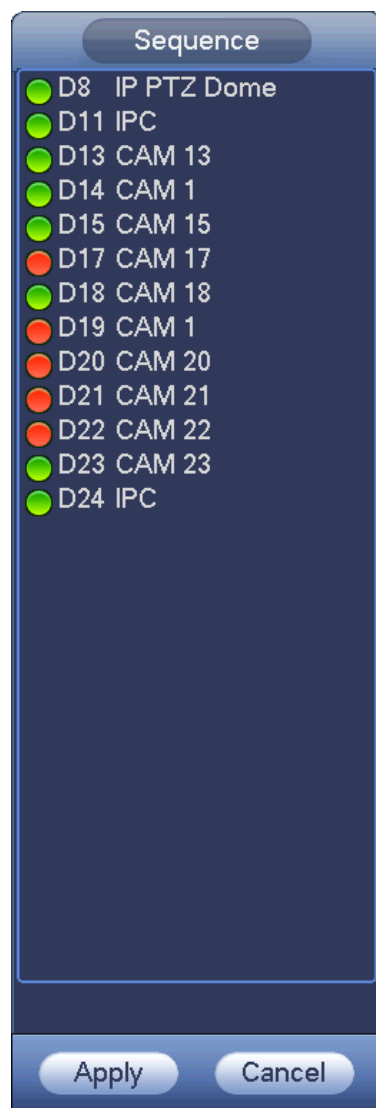 Sequence
D8 IP PTZ Dome
D11 IPC
D13 CAM 13
D14 CAM 1
D15 CAM 15
D17 CAM 17
D18 CAM 18
D19 CAM 1
D20 CAM 20
D21 CAM 21
D22 CAM 22
D23 CAM 23
D24 IPC
Apply Cancel